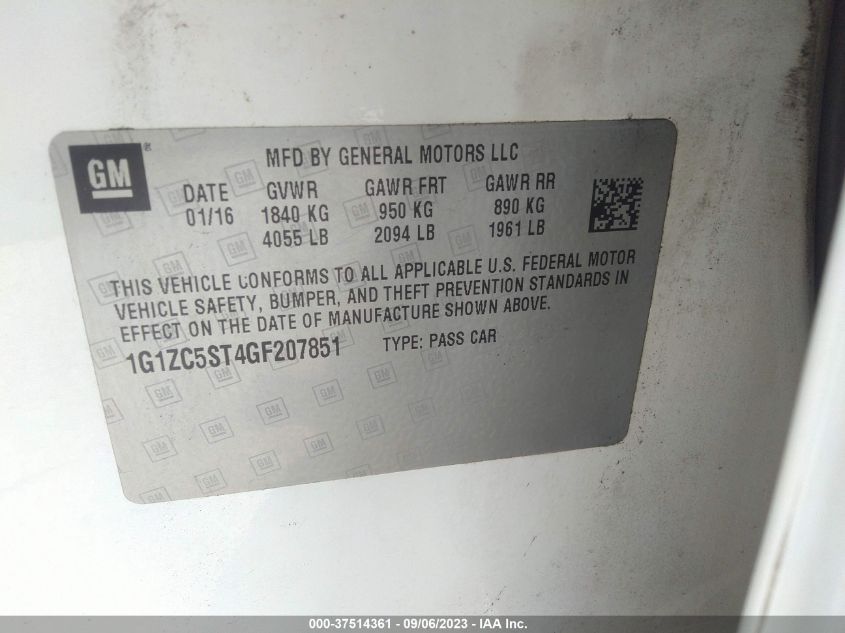 GM
MFD BY GENERAL MOTORS LLC
DATE GVWR GAWR FRT GAWR RR
01/16 1840 KG 950 KG 890 KG
4055 LB 2094 LB 1961 LB
THIS VEHICLE CONFORMS TO ALL APPLICABLE U.S. FEDERAL MOTOR
VEHICLE SAFETY, BUMPER, AND THEFT PREVENTION STANDARDS IN
EFFECT ON THE DATE OF MANUFACTURE SHOWN ABOVE.
1G1ZC5ST4GF207851 TYPE: PASS CAR
000-37514361 - 09/06/2023 - IAA Inc.